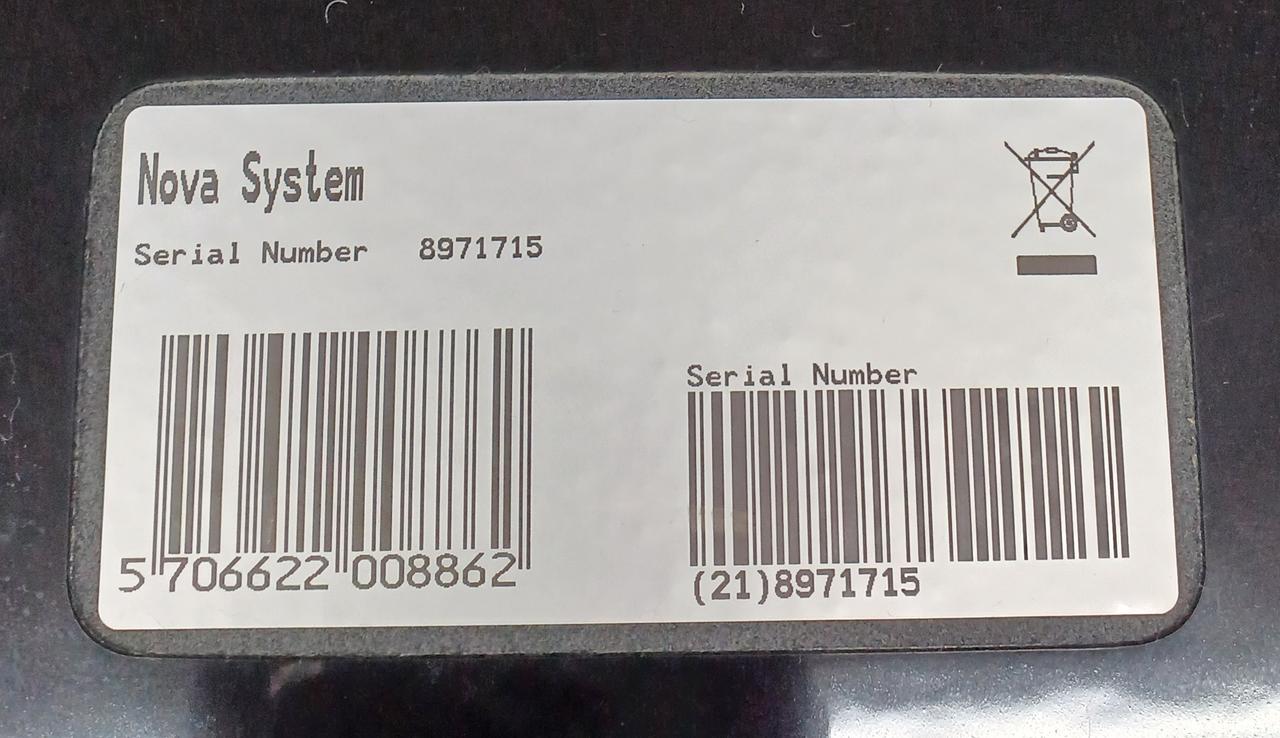 Nova System
Serial Number 8971715
5 706622 008862
Serial Number
(21)8971715